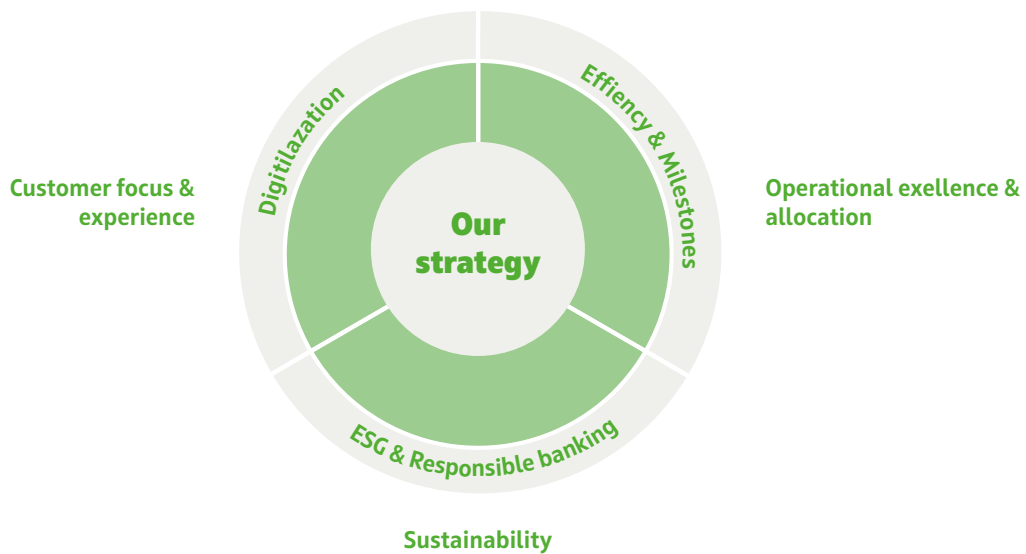 Digitilazation
Effiency & Milestones
Customer focus &
experience
Our
strategy
Operational exellence &
allocation
ESG & Responsible banking
Sustainability